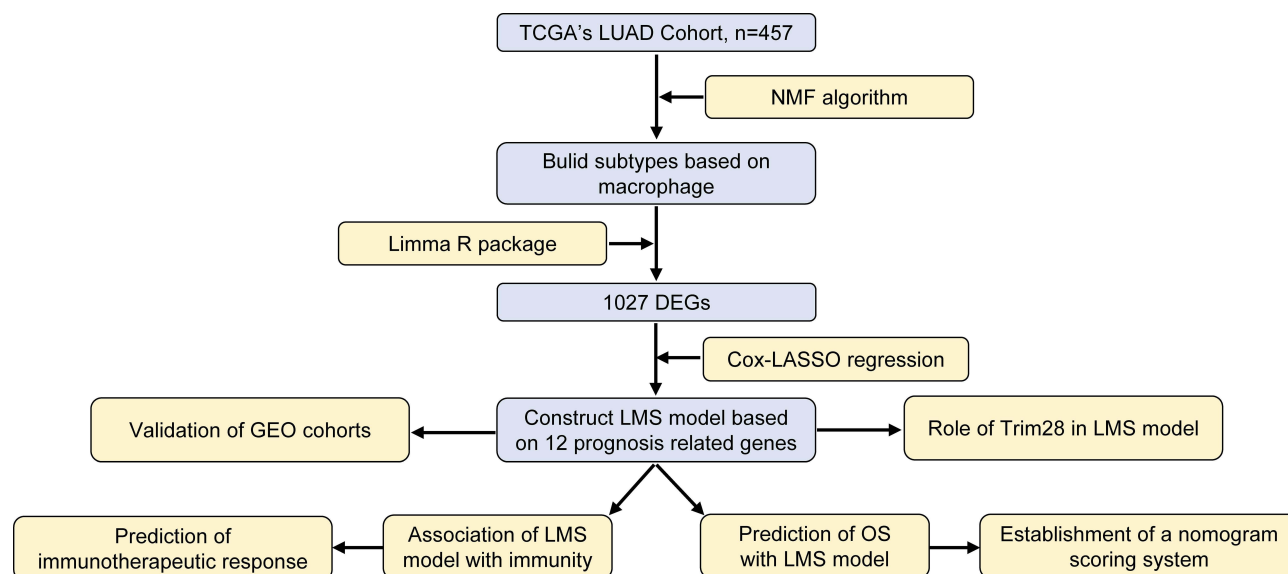 TCGA's LUAD Cohort, n=457
NMF algorithm
Bulid subtypes based on
macrophage
Limma R package
1027 DEGs
Cox-LASSO regression
Validation of GEO cohorts
Construct LMS model based
on 12 prognosis related genes
Role of Trim28 in LMS model
Prediction of
immunotherapeutic response
Association of LMS
model with immunity
Prediction of OS
with LMS model
Establishment of a nomogram
scoring system